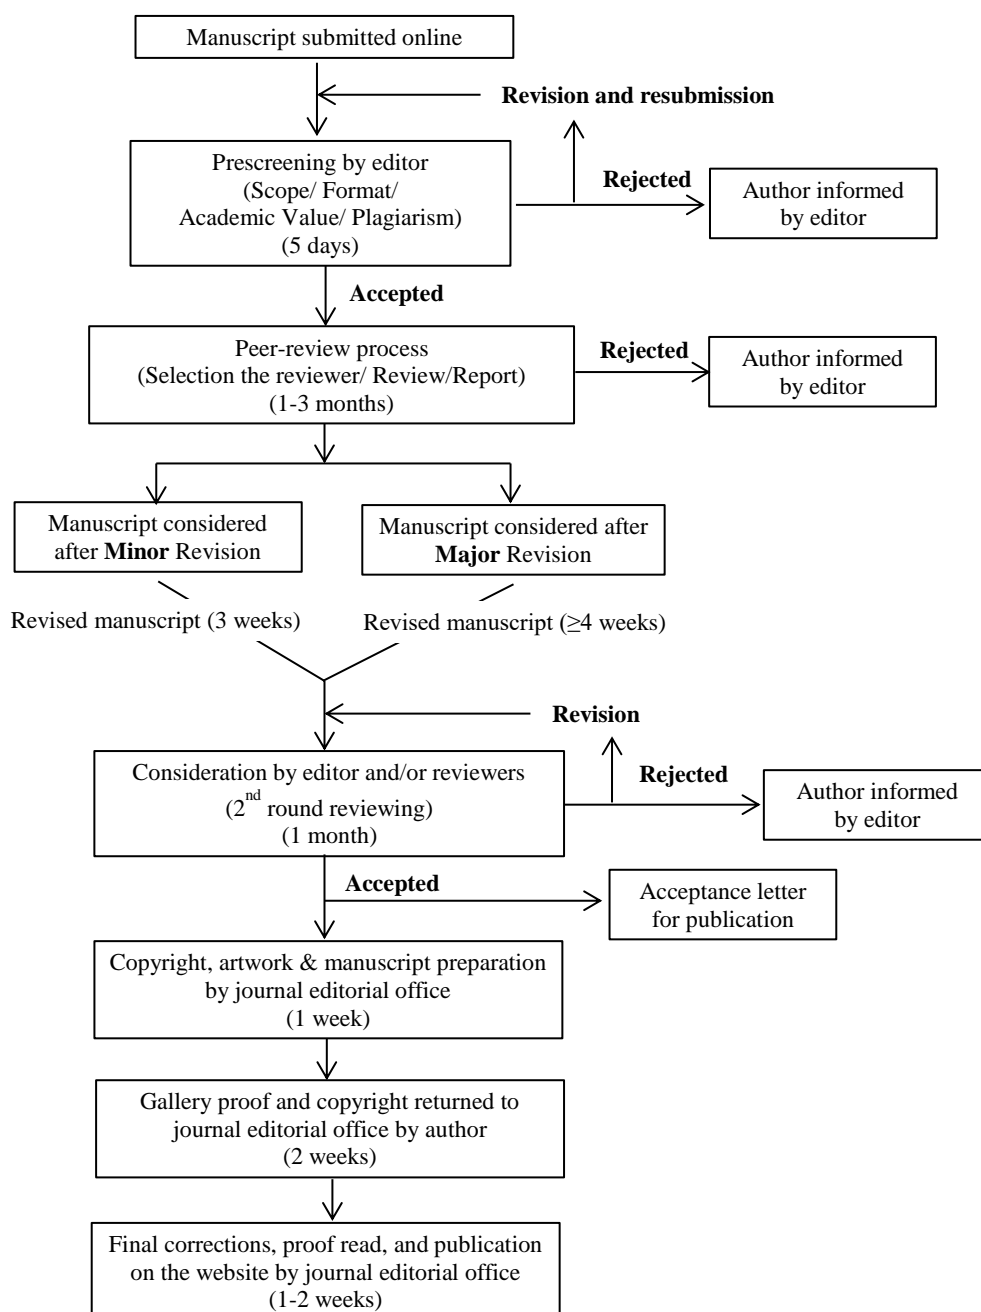 Manuscript submitted online
Revision and resubmission
Prescreening by editor
(Scope/ Format/
Academic Value/ Plagiarism)
(5 days)
Rejected
Author informed
by editor
Accepted
Peer-review process
(Selection the reviewer/ Review/Report)
(1-3 months)
Rejected
Author informed
by editor
Manuscript considered
after Minor Revision
Manuscript considered after
Major Revision
Revised manuscript (3 weeks)
Revised manuscript (≥4 weeks)
Revision
Consideration by editor and/or reviewers
(2nd round reviewing)
(1 month)
Rejected
Author informed
by editor
Accepted
Acceptance letter
for publication
Copyright, artwork & manuscript preparation
by journal editorial office
(1 week)
Gallery proof and copyright returned to
journal editorial office by author
(2 weeks)
Final corrections, proof read, and publication
on the website by journal editorial office
(1-2 weeks)